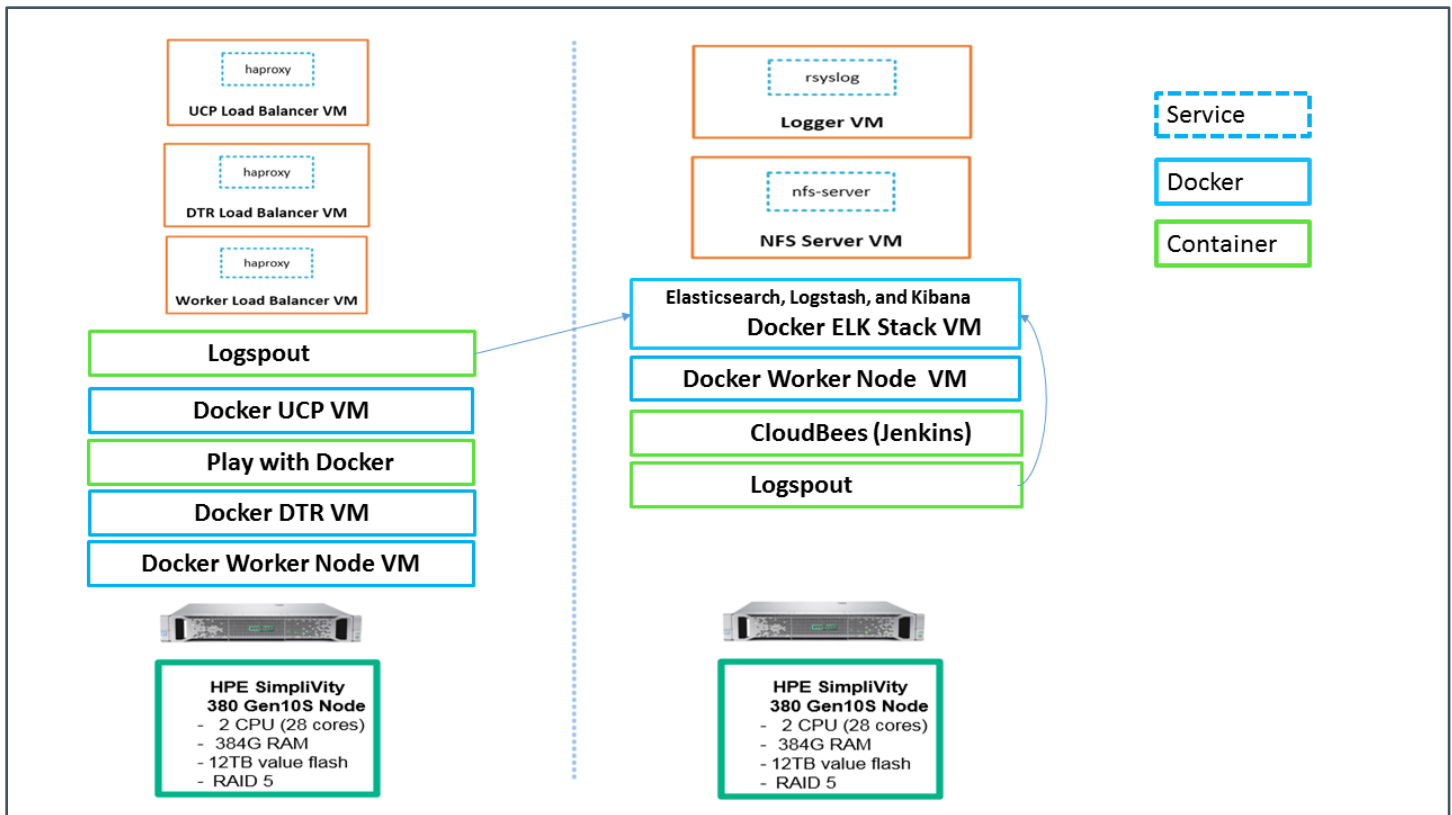 haproxy
UCP Load Balancer VM
haproxy
DTR Load Balancer VM
haproxy
Worker Load Balancer VM
Logspout
Docker UCP VM
Play with Docker
Docker DTR VM
Docker Worker Node VM
HPE SimpliVity
380 Gen10S Node
- 2 CPU (28 cores)
- 384G RAM
- 12TB value flash
- RAID 5
rsyslog
Logger VM
nfs-server
NFS Server VM
Elasticsearch, Logstash, and Kibana
Docker ELK Stack VM
Docker Worker Node VM
CloudBees (Jenkins)
Logspout
HPE SimpliVity
380 Gen10S Node
- 2 CPU (28 cores)
- 384G RAM
- 12TB value flash
- RAID 5
Service
Docker
Container